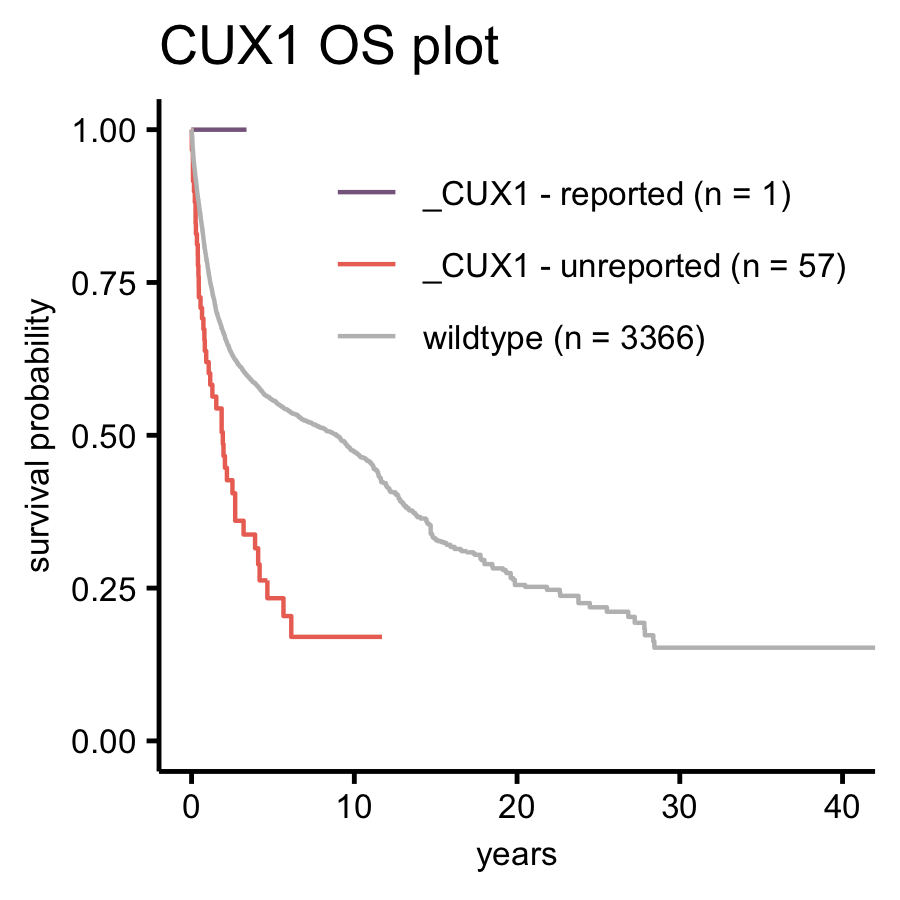 CUX1 OS plot
1.00
0.75
0.50
0.25
0.00
survival probability
_CUX1 - reported (n = 1)
_CUX1 - unreported (n = 57)
wildtype (n = 3366)
0 10 20 30 40
years